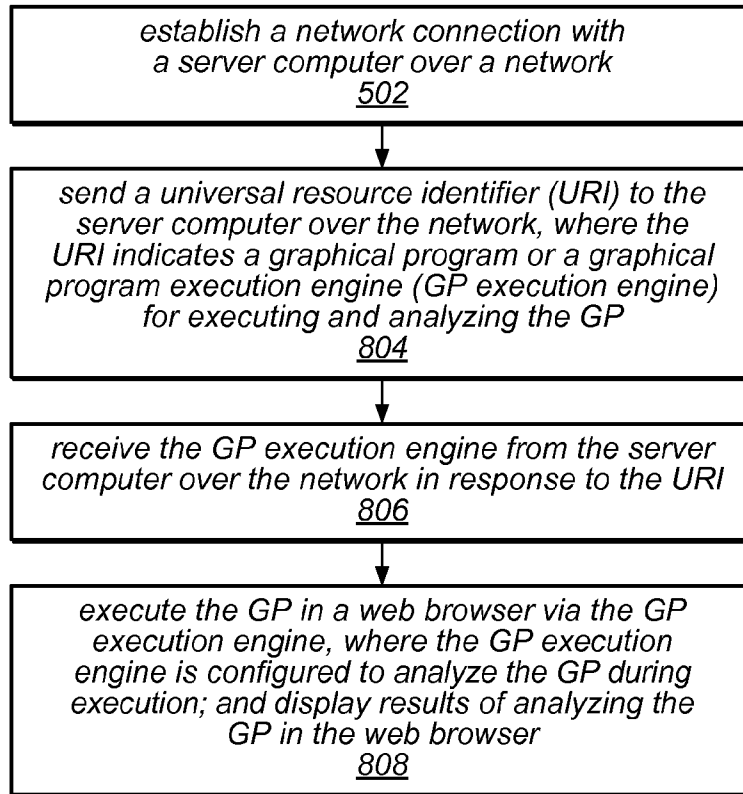 establish a network connection with
a server computer over a network
502
send a universal resource identifier (URI) to the
server computer over the network, where the
URI indicates a graphical program or a graphical
program execution engine (GP execution engine)
for executing and analyzing the GP
804
receive the GP execution engine from the server
computer over the network in response to the URI
806
execute the GP in a web browser via the GP
execution engine, where the GP execution
engine is configured to analyze the GP during
execution; and display results of analyzing the
GP in the web browser
808